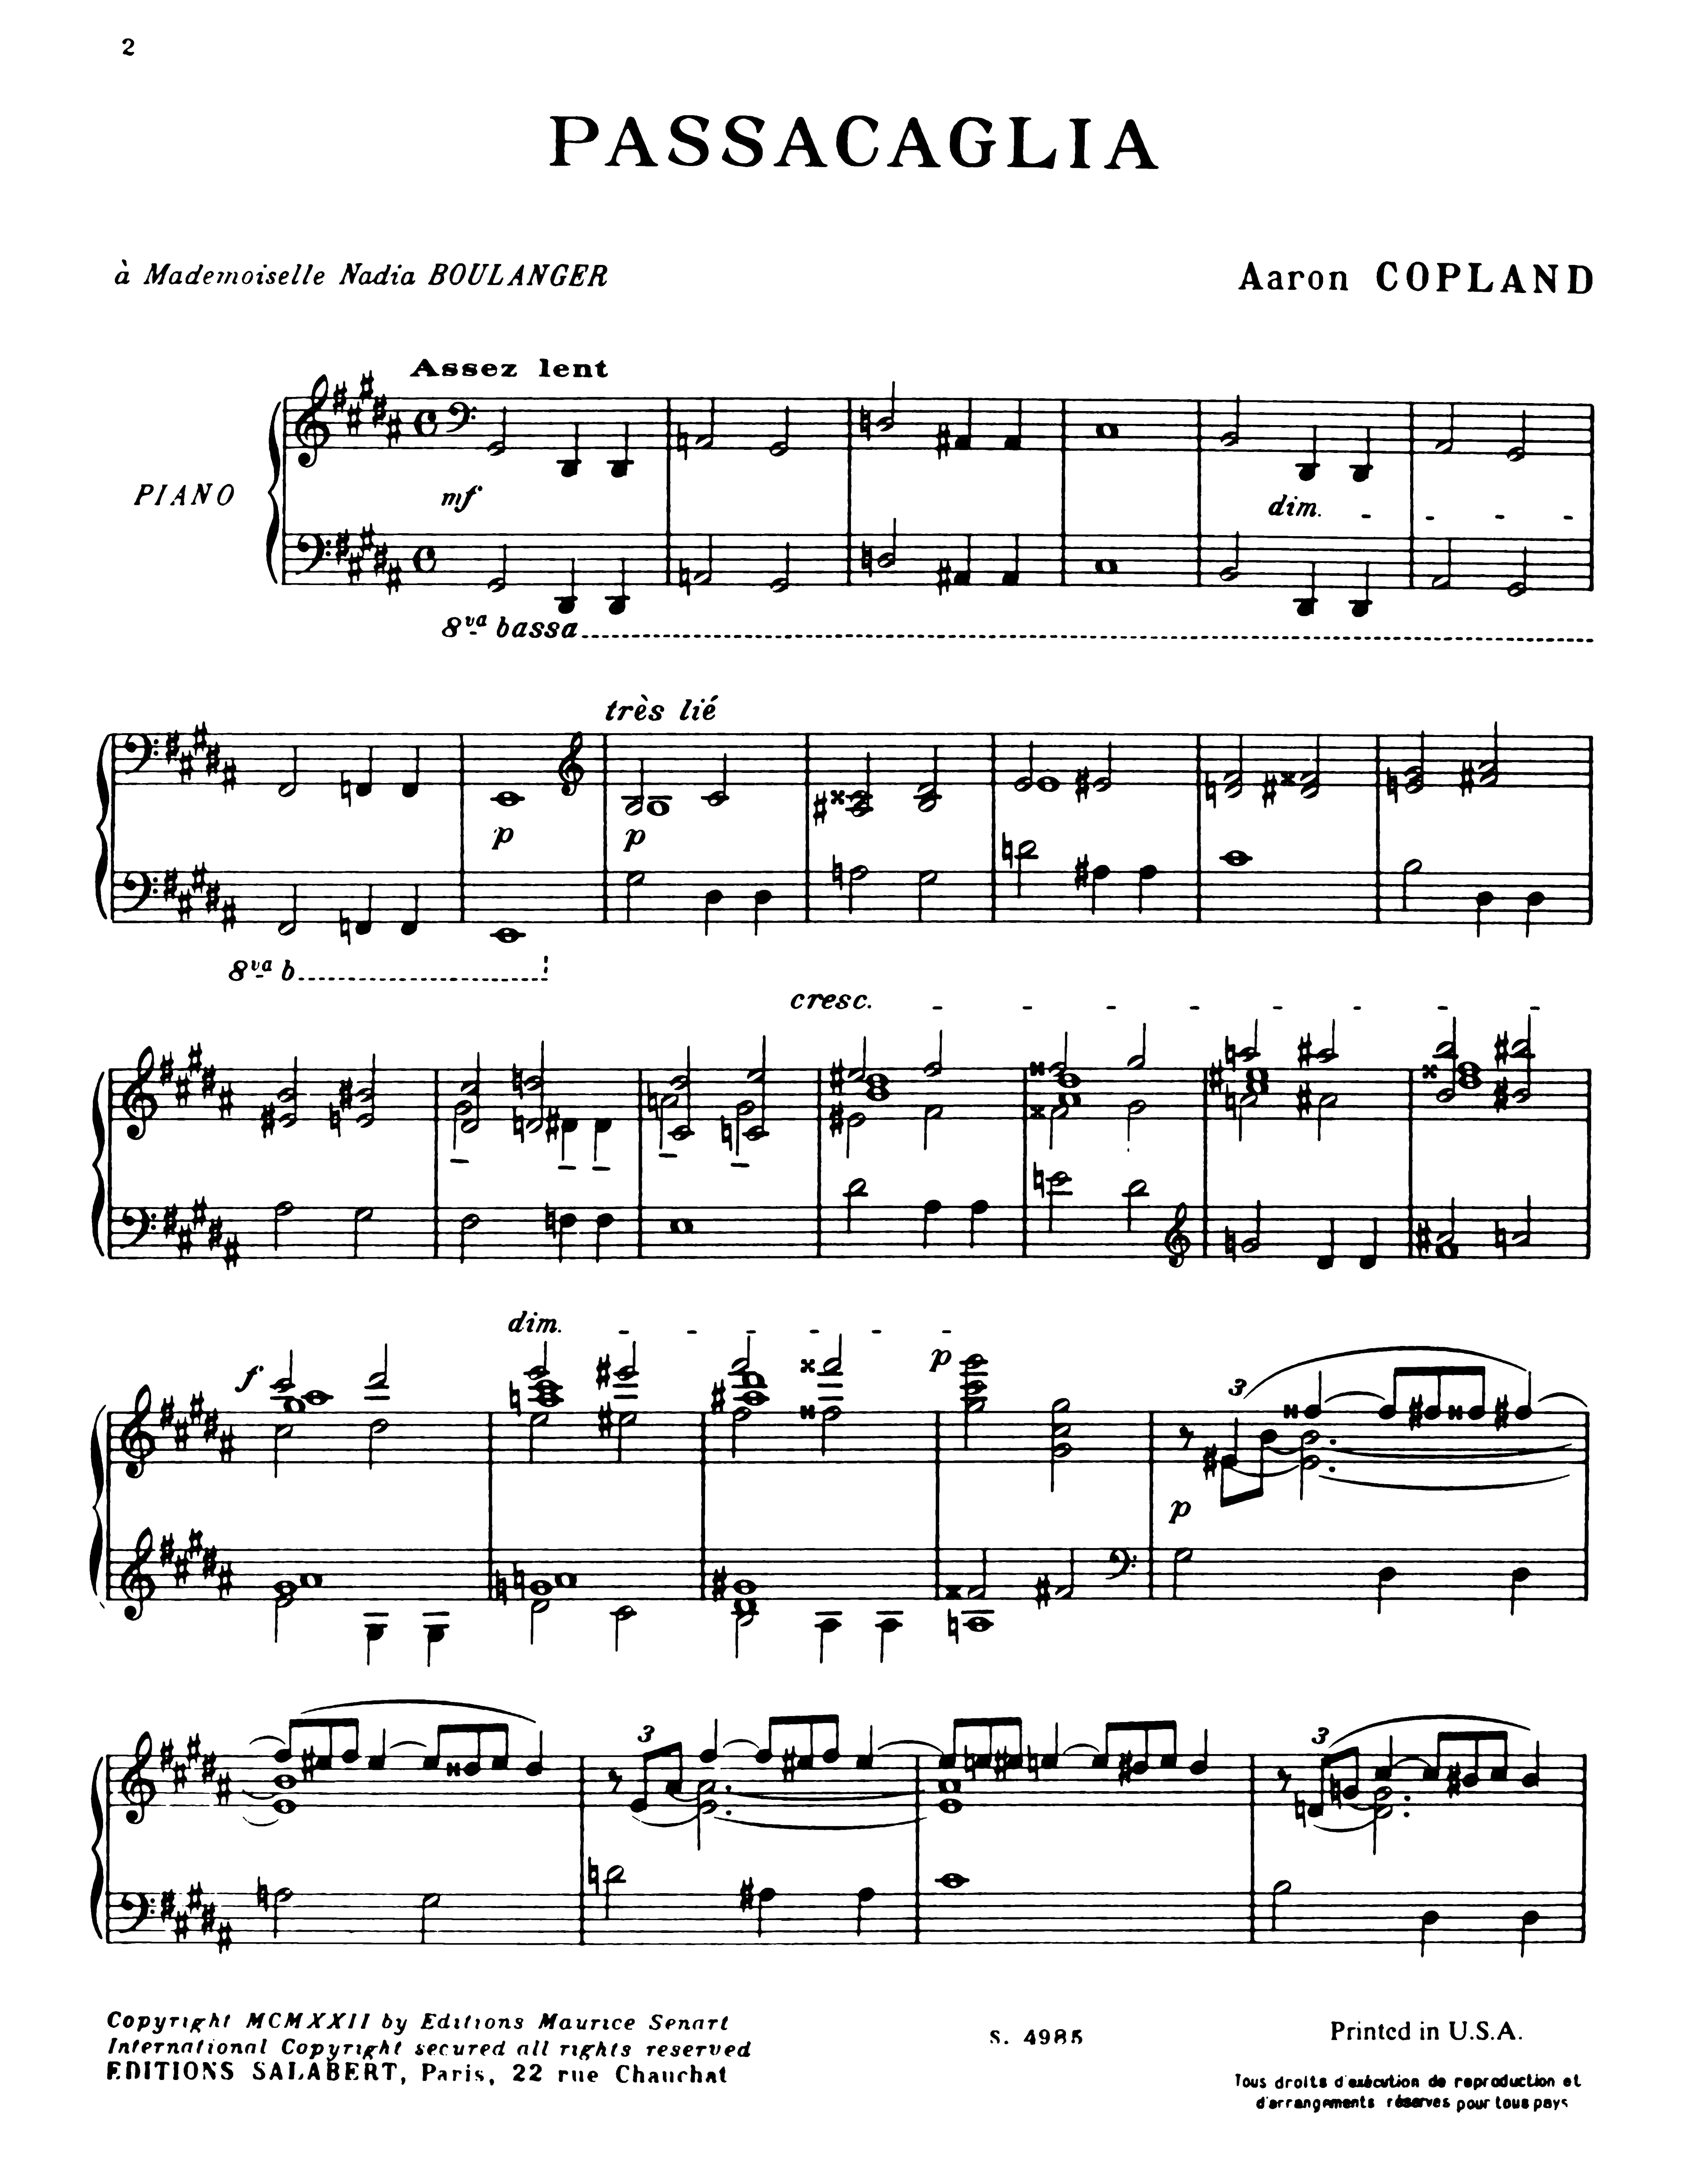 2
PASSACAGLIA
à Mademoiselle Nadia BOULANGER
Aaron COPLAND
Assez lent
PIANO
mf
dim.
8va bassa
très lié
p
p
8va b
cresc.
f
dim.
p
3
p
3
3
Copyright MCMXXII by Editions Maurice Senart
International Copyright secured all rights reserved
EDITIONS SALABERT, Paris, 22 rue Chauchat
S. 4985
Printed in U.S.A.
Tous droits d'exécution de reproduction et
d'arrangements réservés pour tous pays